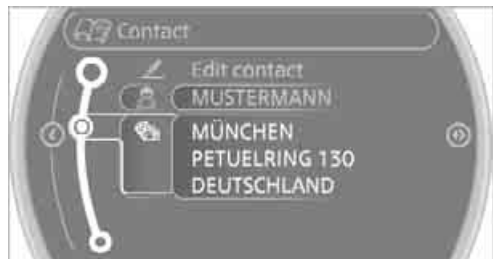 Contact
Edit contact
MUSTERMANN
MÜNCHEN
PETUELRING 130
DEUTSCHLAND